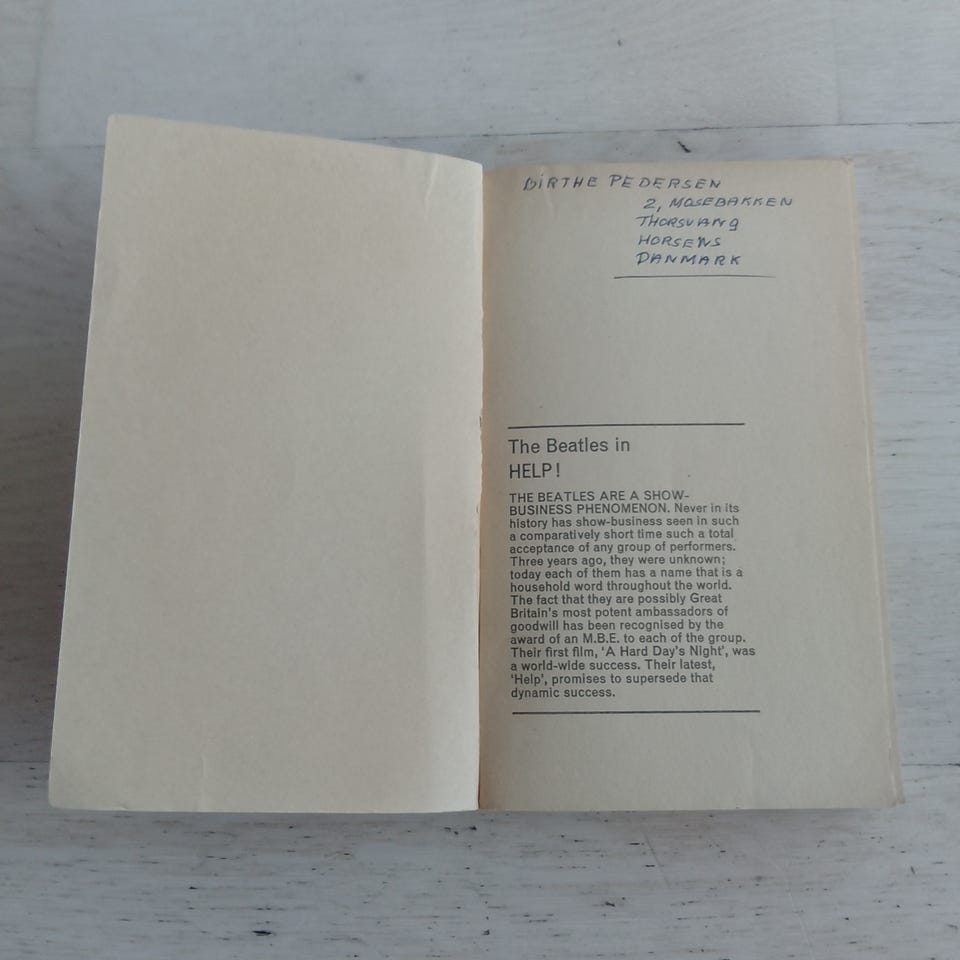 BIRTHE PEDERSEN
2, MOSEBAKKEN
THORSVANG
HORSENS
DANMARK
The Beatles in
HELP!
THE BEATLES ARE A SHOW-
BUSINESS PHENOMENON. Never in its
history has show-business seen in such
a comparatively short time such a total
acceptance of any group of performers.
Three years ago, they were unknown;
today each of them has a name that is a
household word throughout the world.
The fact that they are possibly Great
Britain's most potent ambassadors of
goodwill has been recognised by the
award of an M.B.E. to each of the group.
Their first film, 'A Hard Day's Night', was
a world-wide success. Their latest,
'Help', promises to supersede that
dynamic success.